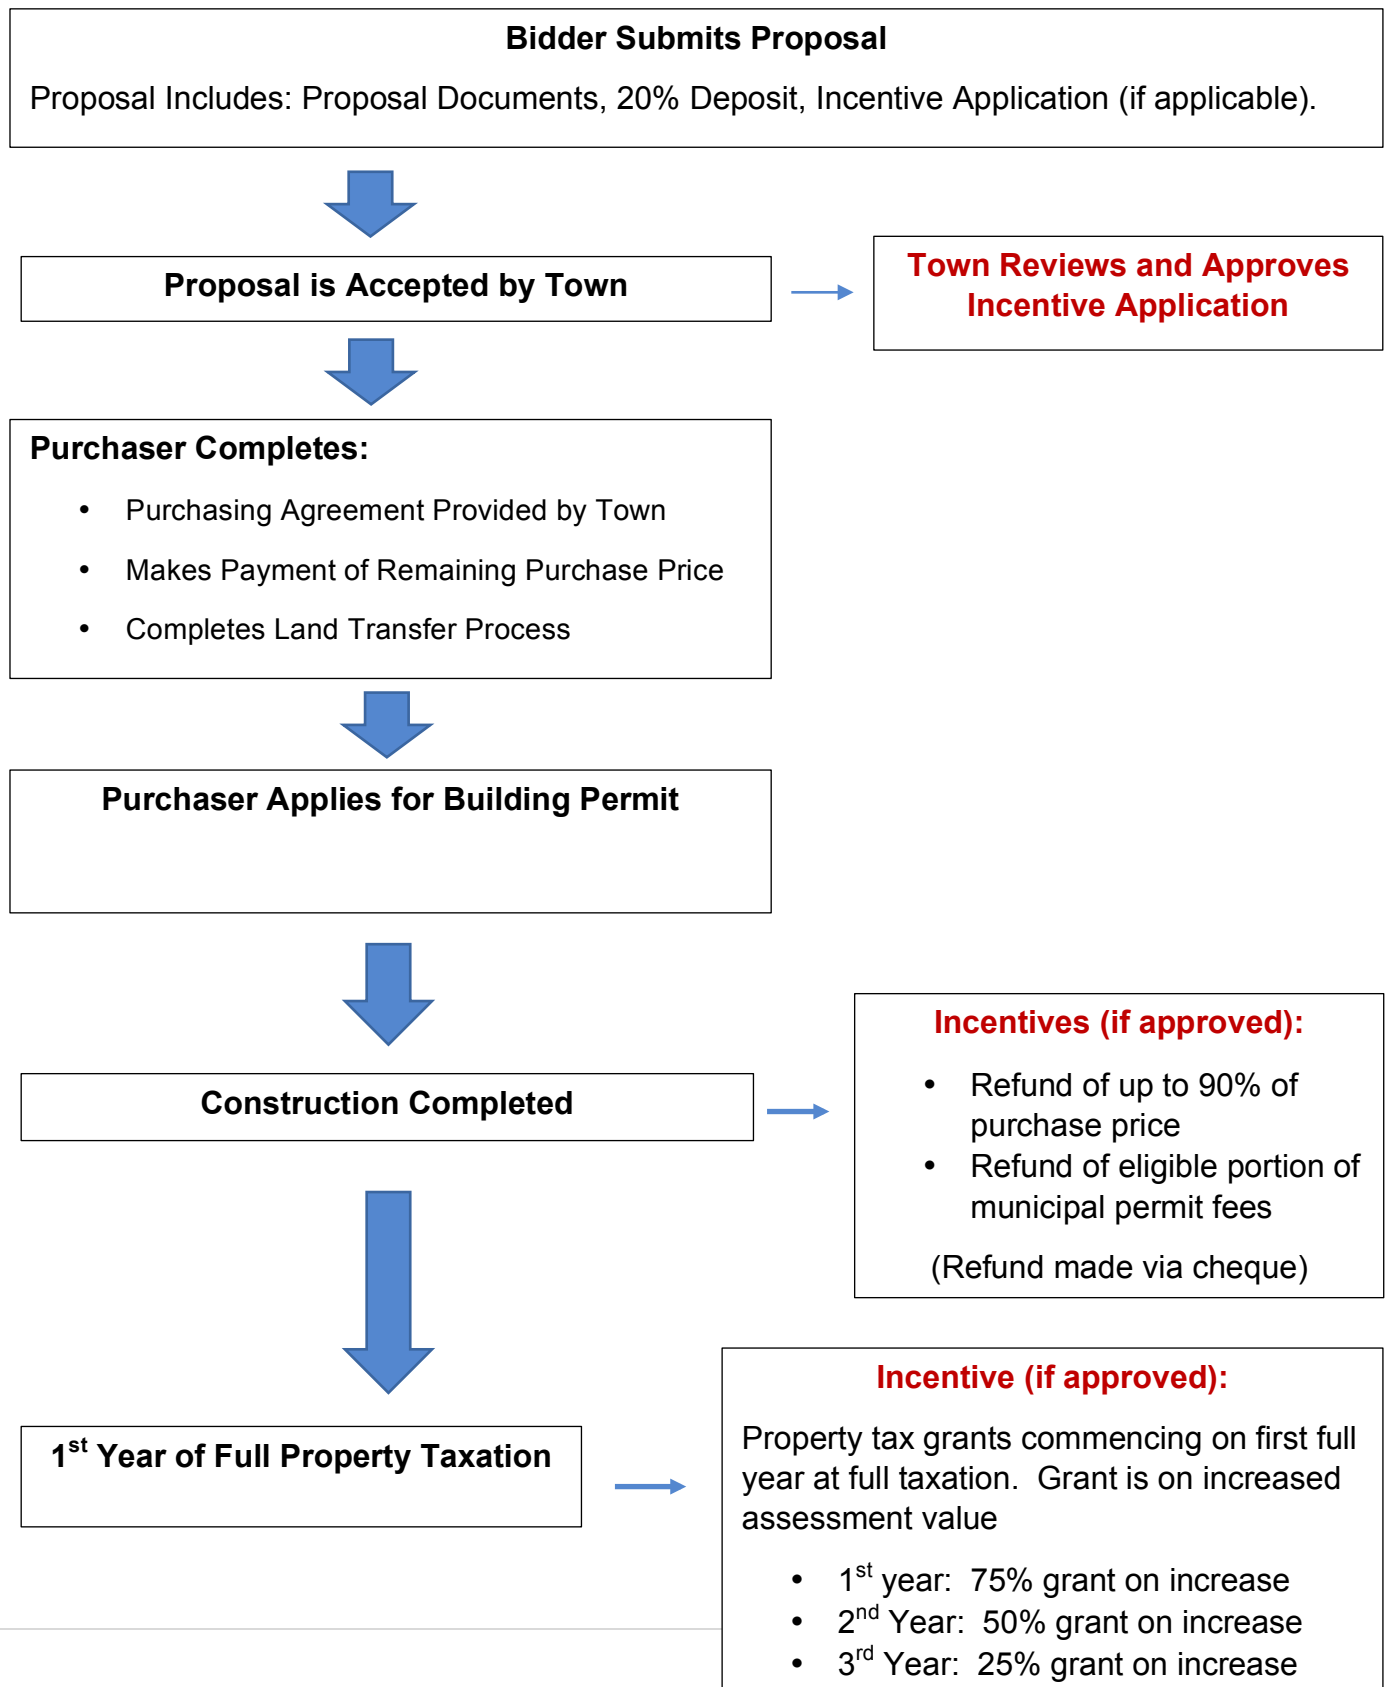 Bidder Submits Proposal
Proposal Includes: Proposal Documents, 20% Deposit, Incentive Application (if applicable).
Proposal is Accepted by Town
Town Reviews and Approves
Incentive Application
Purchaser Completes:
• Purchasing Agreement Provided by Town
• Makes Payment of Remaining Purchase Price
• Completes Land Transfer Process
Purchaser Applies for Building Permit
Construction Completed
Incentives (if approved):
• Refund of up to 90% of
purchase price
• Refund of eligible portion of
municipal permit fees
(Refund made via cheque)
1st Year of Full Property Taxation
Incentive (if approved):
Property tax grants commencing on first full
year at full taxation.  Grant is on increased
assessment value
• 1st year:  75% grant on increase
• 2nd Year:  50% grant on increase
• 3rd Year:  25% grant on increase